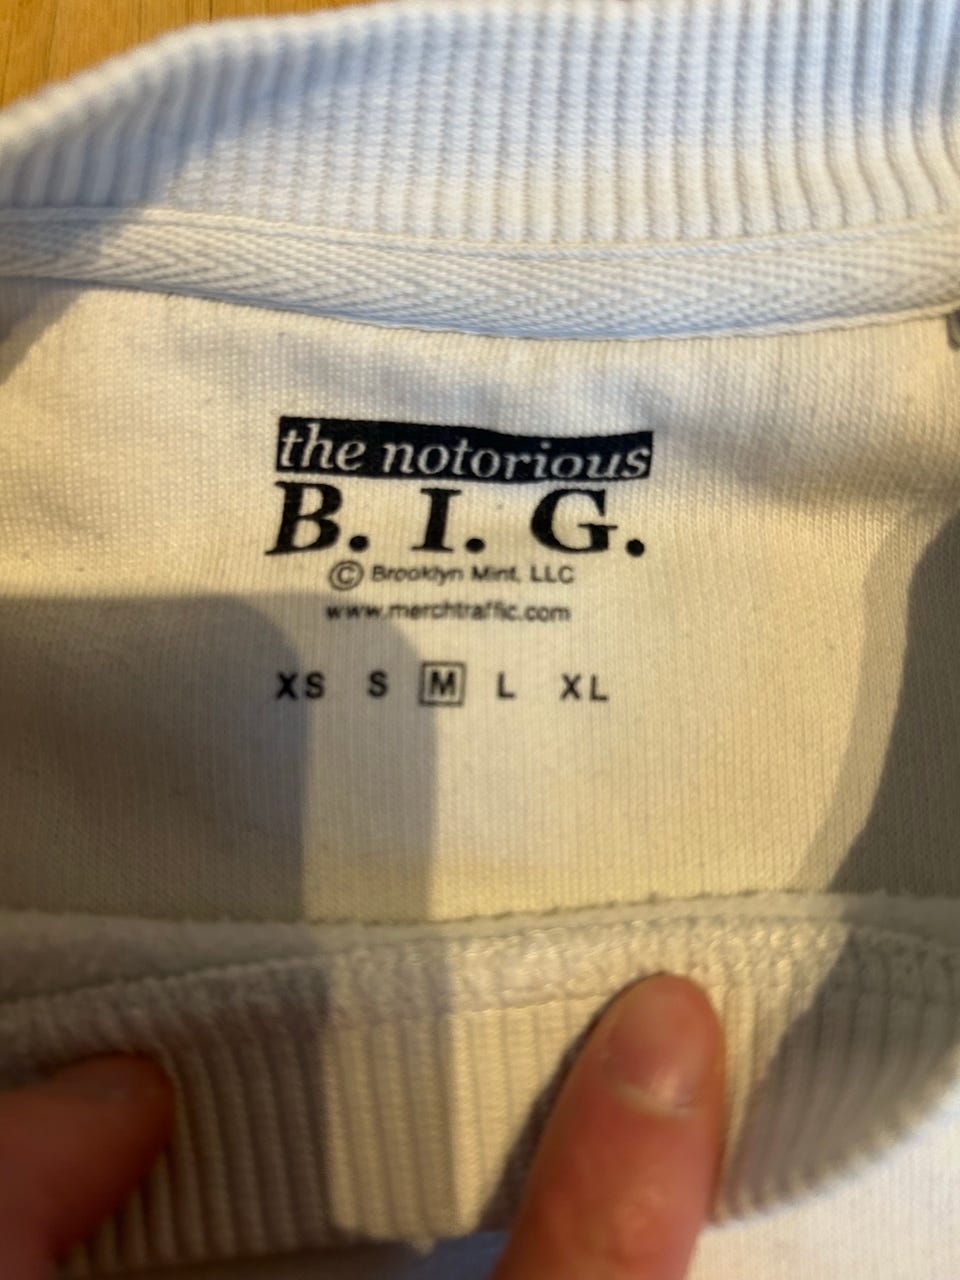 the notorious
B. I. G.
© Brooklyn Mint, LLC
www.merchtraffic.com
XS S M L XL